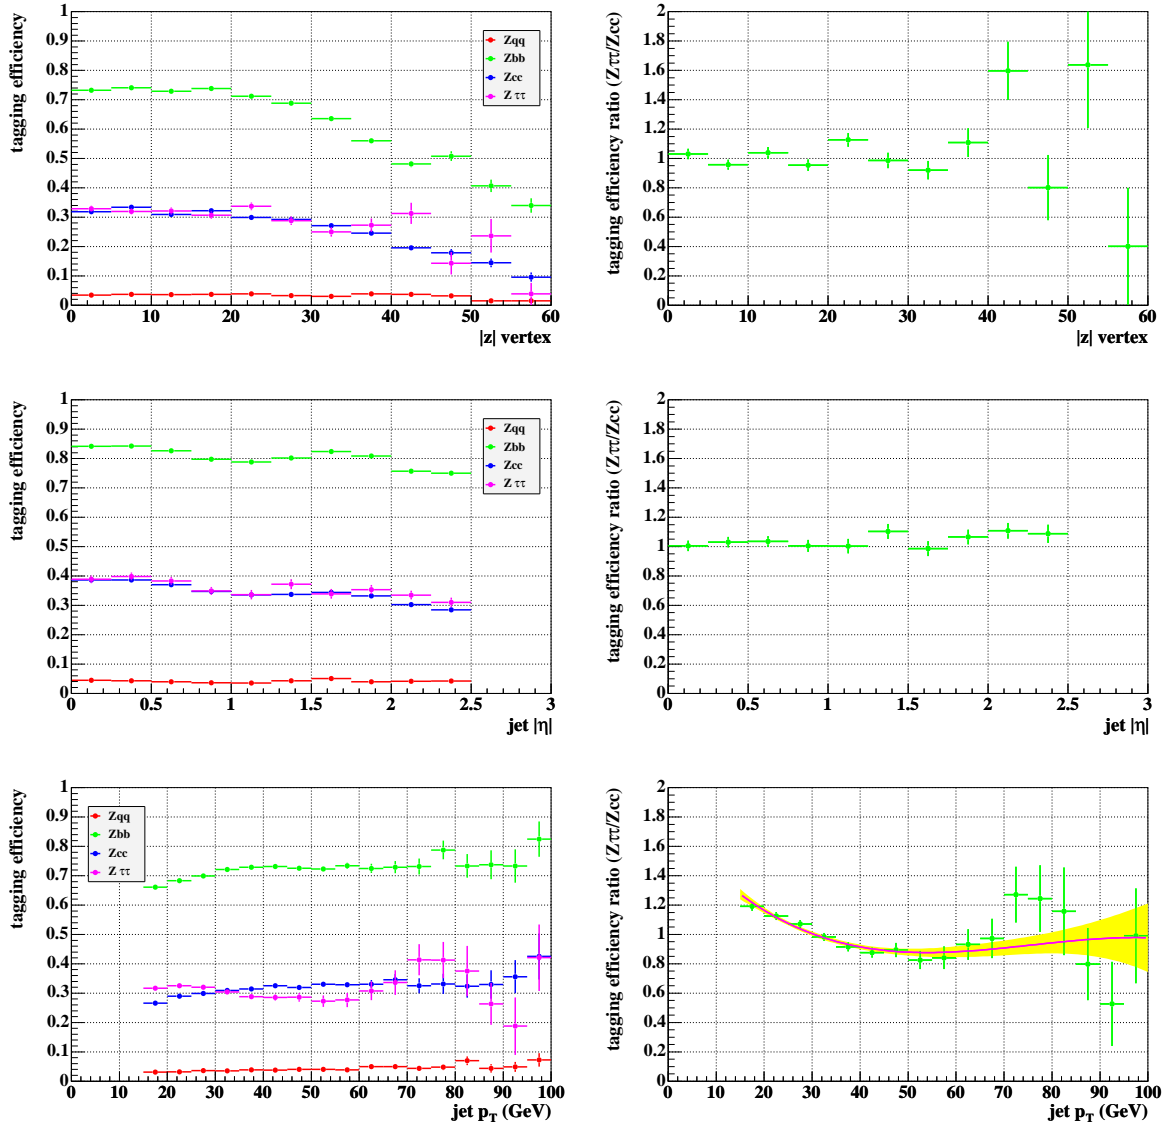 tagging efficiency
1
0.9
0.8
0.7
0.6
0.5
0.4
0.3
0.2
0.1
0
Zqq
Zbb
Zcc
Z ττ
0 10 20 30 40 50 60
|z| vertex
tagging efficiency ratio (Zττ/Zcc)
2
1.8
1.6
1.4
1.2
1
0.8
0.6
0.4
0.2
0
0 10 20 30 40 50 60
|z| vertex
tagging efficiency
1
0.9
0.8
0.7
0.6
0.5
0.4
0.3
0.2
0.1
0
Zqq
Zbb
Zcc
Z ττ
0 0.5 1 1.5 2 2.5 3
jet |η|
tagging efficiency ratio (Zττ/Zcc)
2
1.8
1.6
1.4
1.2
1
0.8
0.6
0.4
0.2
0
0 0.5 1 1.5 2 2.5 3
jet |η|
tagging efficiency
1
0.9
0.8
0.7
0.6
0.5
0.4
0.3
0.2
0.1
0
Zqq
Zbb
Zcc
Z ττ
0 10 20 30 40 50 60 70 80 90 100
jet p_T (GeV)
tagging efficiency ratio (Zττ/Zcc)
2
1.8
1.6
1.4
1.2
1
0.8
0.6
0.4
0.2
0
0 10 20 30 40 50 60 70 80 90 100
jet p_T (GeV)